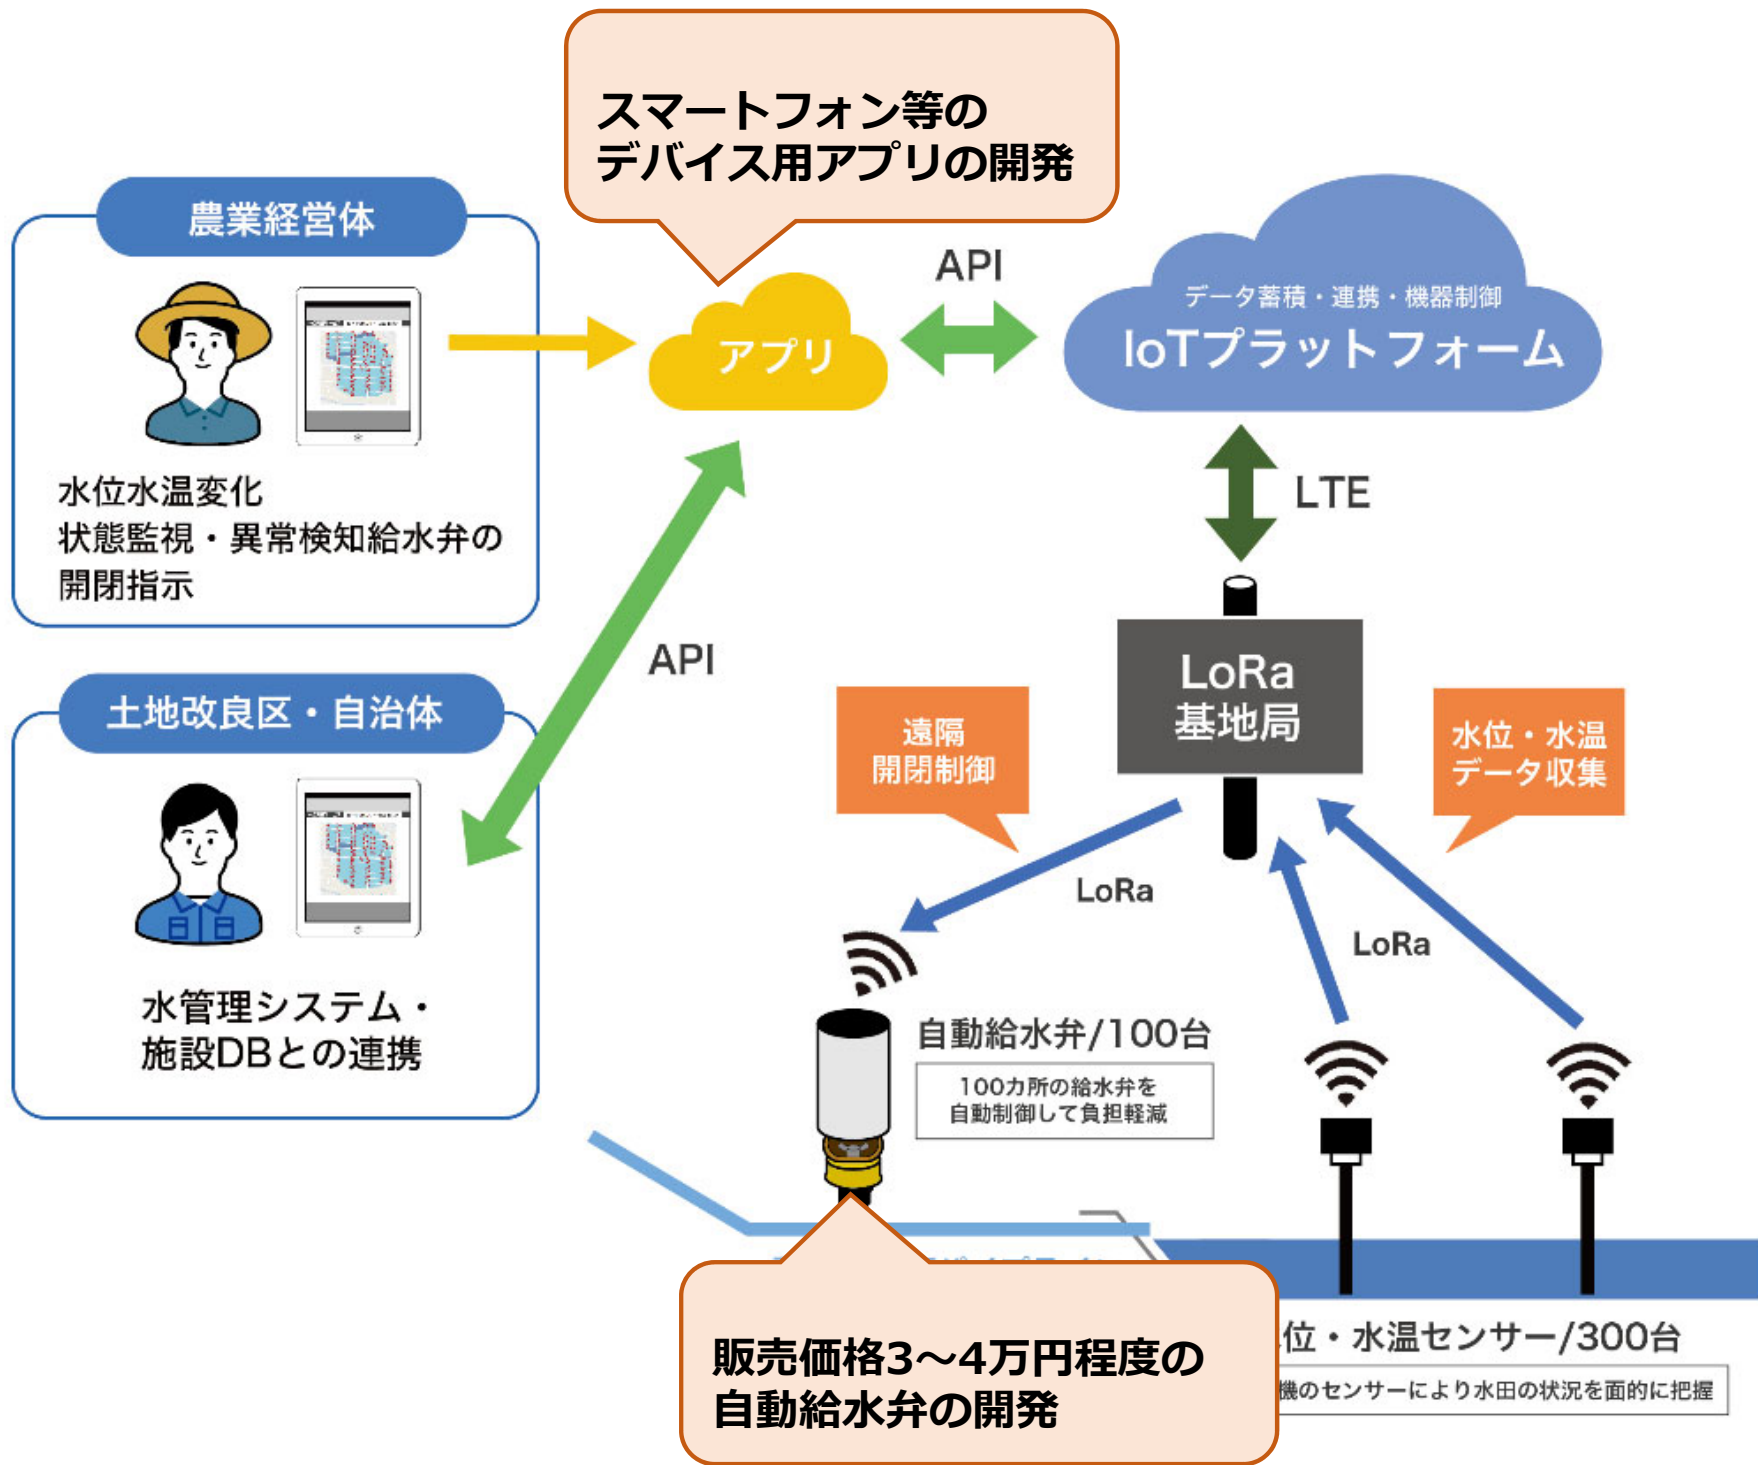 スマートフォン等の
デバイス用アプリの開発
農業経営体
水位水温変化
状態監視・異常検知給水弁の
開閉指示
アプリ
API
データ蓄積・連携・機器制御
IoTプラットフォーム
LTE
API
土地改良区・自治体
水管理システム・
施設DBとの連携
LoRa
基地局
遠隔
開閉制御
水位・水温
データ収集
LoRa
LoRa
自動給水弁/100台
100カ所の給水弁を
自動制御して負担軽減
販売価格3～4万円程度の
自動給水弁の開発
位・水温センサー/300台
機のセンサーにより水田の状況を面的に把握